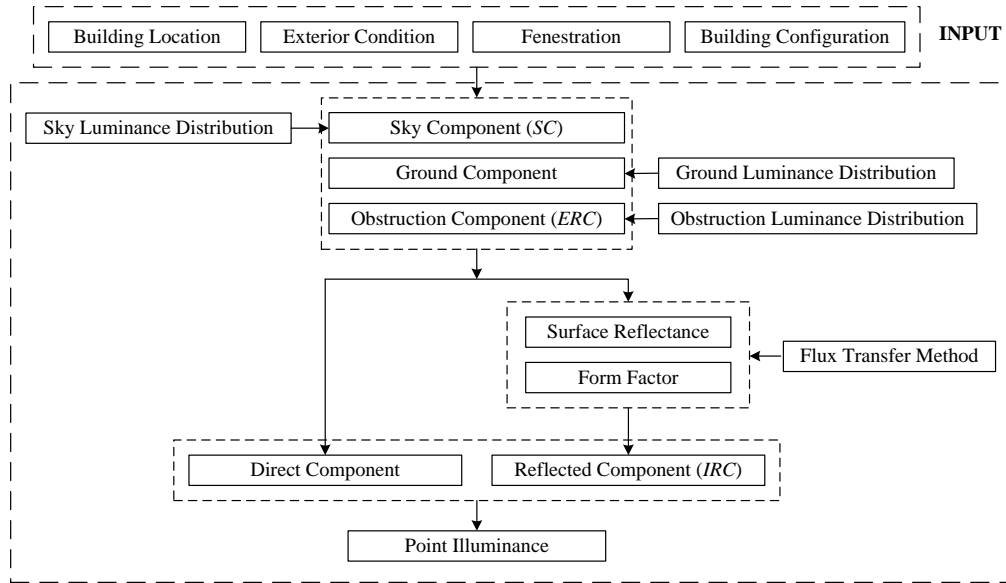 Building Location
Exterior Condition
Fenestration
Building Configuration
INPUT
Sky Luminance Distribution
Sky Component (SC)
Ground Component
Ground Luminance Distribution
Obstruction Component (ERC)
Obstruction Luminance Distribution
Surface Reflectance
Flux Transfer Method
Form Factor
Direct Component
Reflected Component (IRC)
Point Illuminance